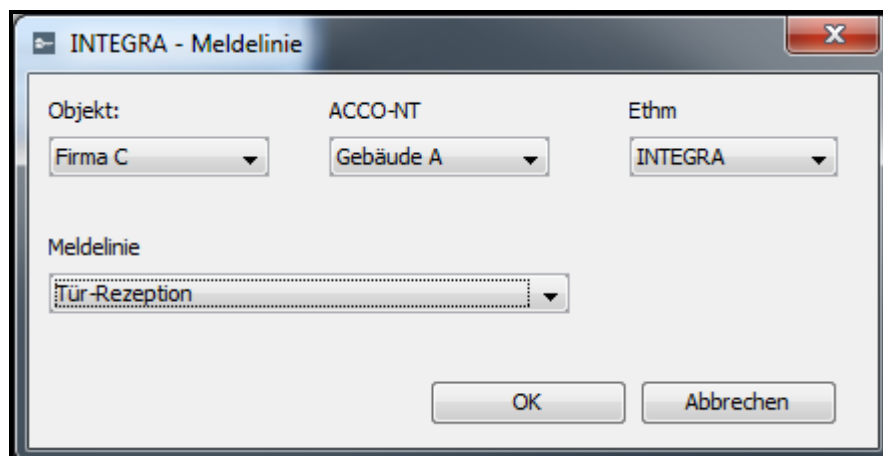 INTEGRA - Meldelinie
Objekt: ACCO-NT Ethm
Firma C Gebäude A INTEGRA
Meldelinie
Tür-Rezeption
OK Abbrechen